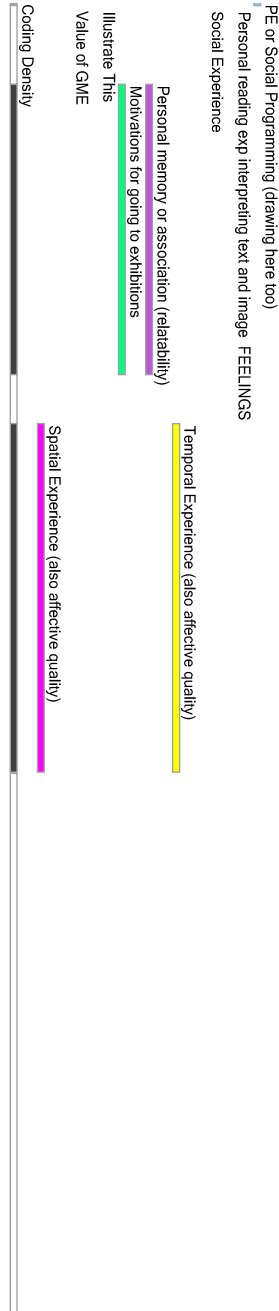 PE or Social Programming (drawing here too)
Personal reading exp interpreting text and image
FEELINGS
Social Experience
Temporal Experience (also affective quality)
Personal memory or association (relatability)
Motivations for going to exhibitions
Illustrate This
Value of GME
Spatial Experience (also affective quality)
Coding Density